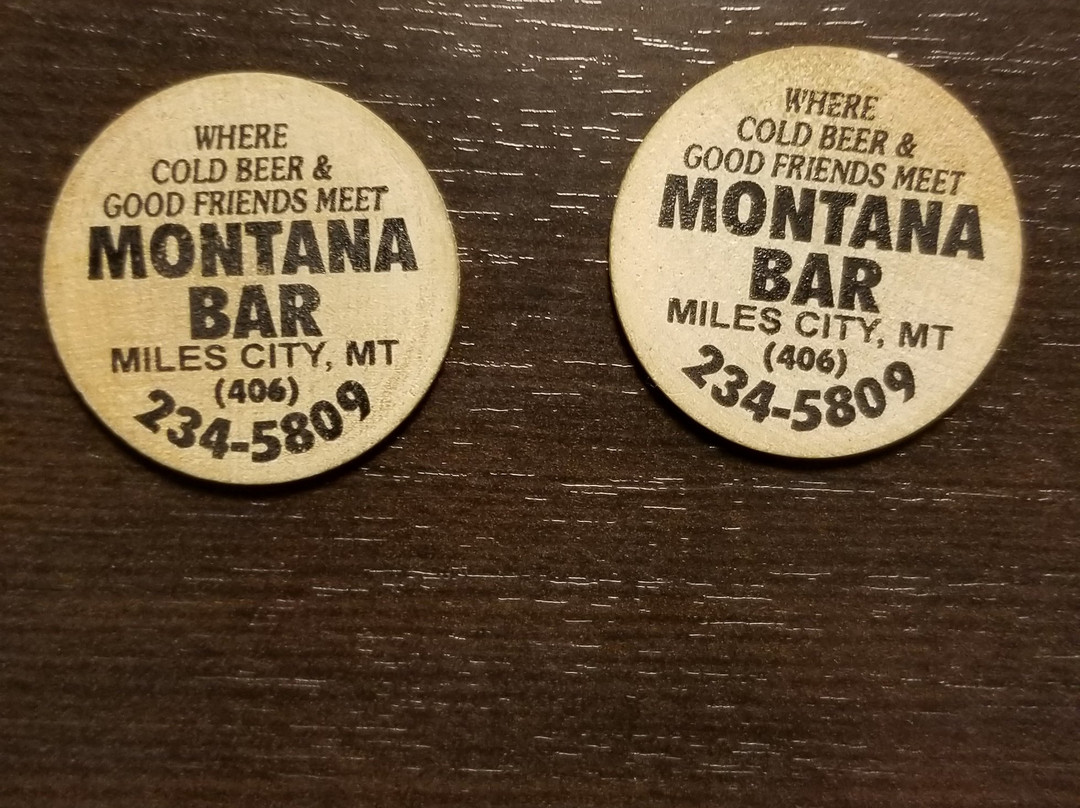 WHERE
COLD BEER &
GOOD FRIENDS MEET
MONTANA
BAR
MILES CITY, MT
(406)
234-5809
WHERE
COLD BEER &
GOOD FRIENDS MEET
MONTANA
BAR
MILES CITY, MT
(406)
234-5809